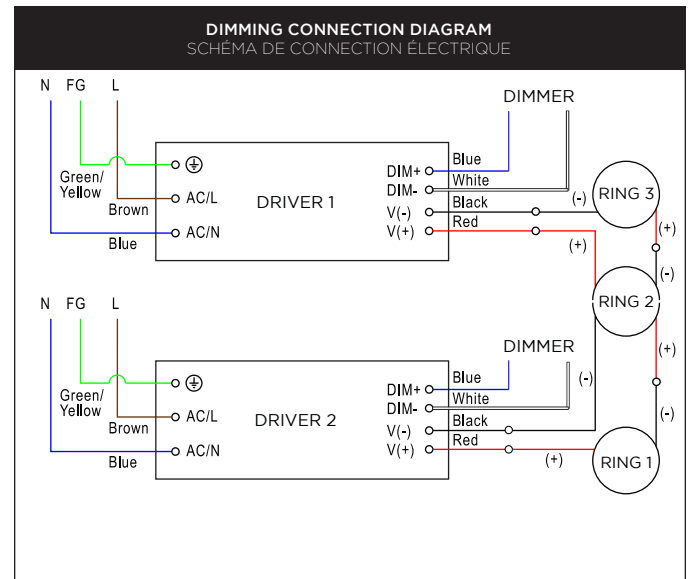 DIMMING CONNECTION DIAGRAM
SCHÉMA DE CONNECTION ÉLECTRIQUE
N FG L
DIMMER
Green/
Yellow
Brown
Blue
AC/L
AC/N
DRIVER 1
DIM+
DIM-
V(-)
V(+)
Blue
White
Black
Red
(-)
RING 3
(+)
(+)
(-)
RING 2
N FG L
DIMMER
(+)
Green/
Yellow
Brown
Blue
AC/L
AC/N
DRIVER 2
DIM+
DIM-
V(-)
V(+)
Blue
White
Black
Red
(-)
(-)
(+)
RING 1